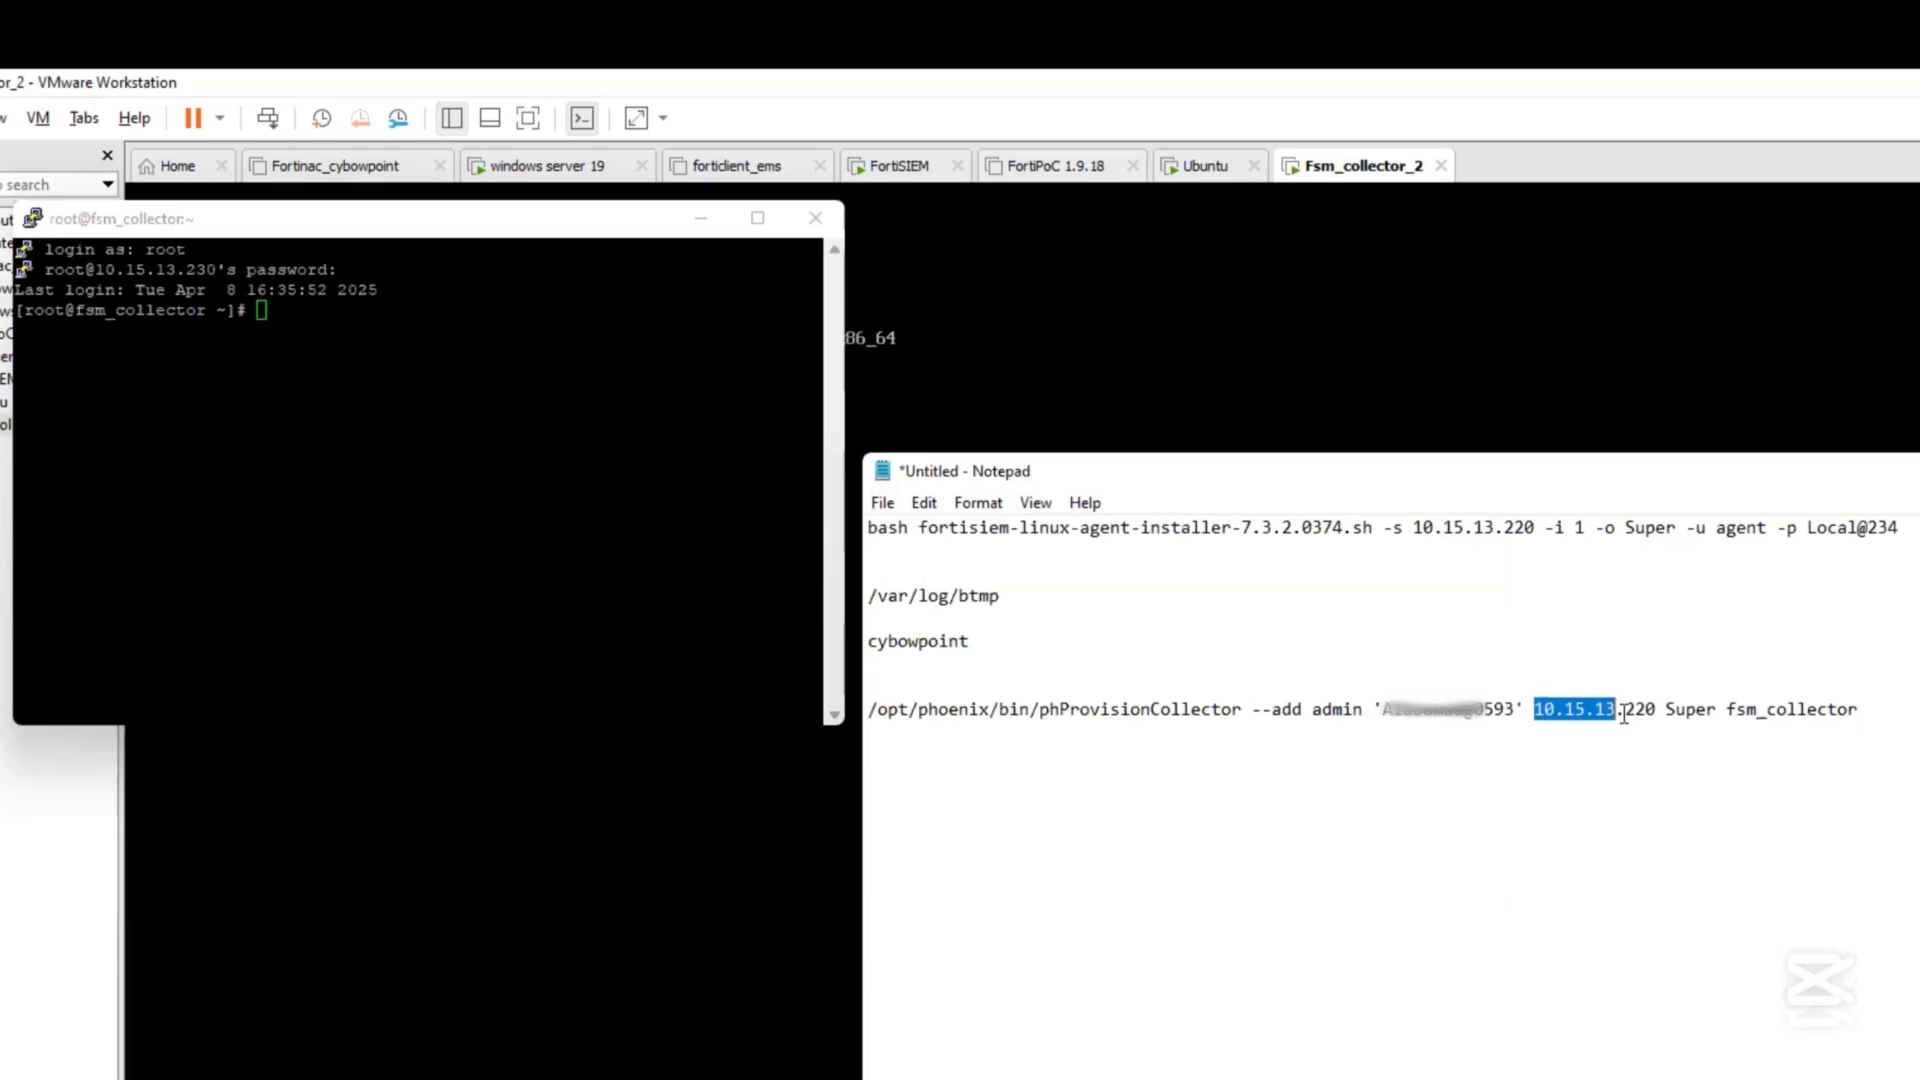 or_2 - VMware Workstation
VM Tabs Help
search
Home Fortinac_cybowpoint windows server 19 forticlient_ems FortiSIEM FortiPoC 1.9.18 Ubuntu Fsm_collector_2
root@fsm_collector:~
login as: root
root@10.15.13.230's password:
Last login: Tue Apr  8 16:35:52 2025
[root@fsm_collector ~]#
86_64
*Untitled - Notepad
File Edit Format View Help
bash fortisiem-linux-agent-installer-7.3.2.0374.sh -s 10.15.13.220 -i 1 -o Super -u agent -p Local@234
/var/log/btmp
cybowpoint
/opt/phoenix/bin/phProvisionCollector --add admin '0593' 10.15.13.220 Super fsm_collector